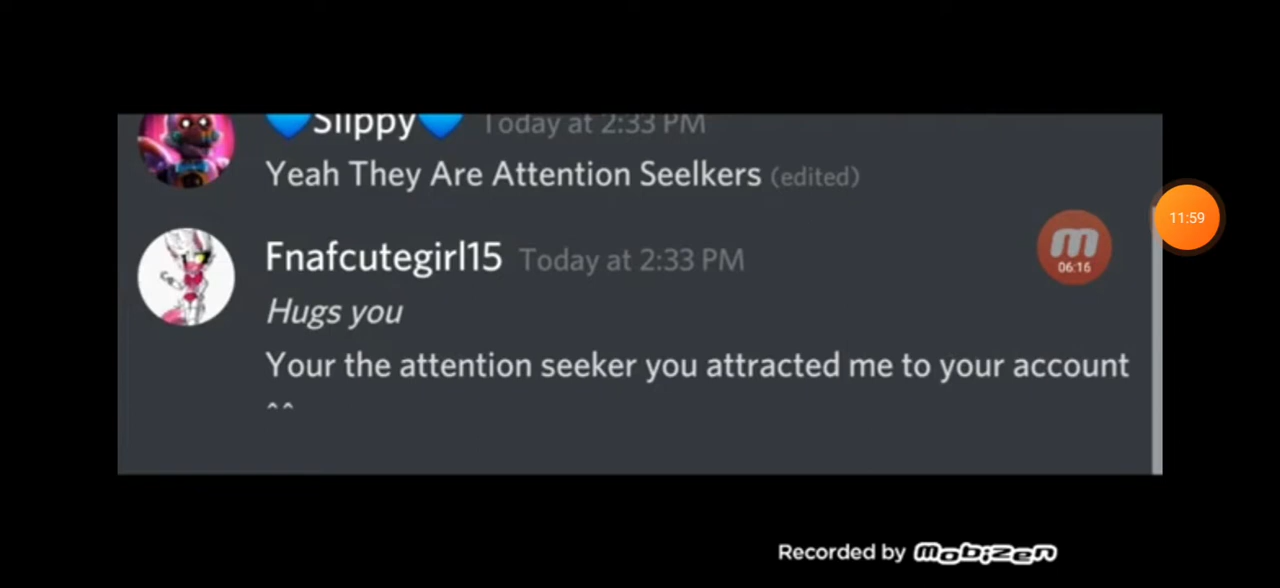 💙Slippy💙 Today at 2:33 PM
Yeah They Are Attention Seelkers (edited)
11:59
Fnafcutegirl15 Today at 2:33 PM
06:16
Hugs you
Your the attention seeker you attracted me to your account
^^
Recorded by mobizen